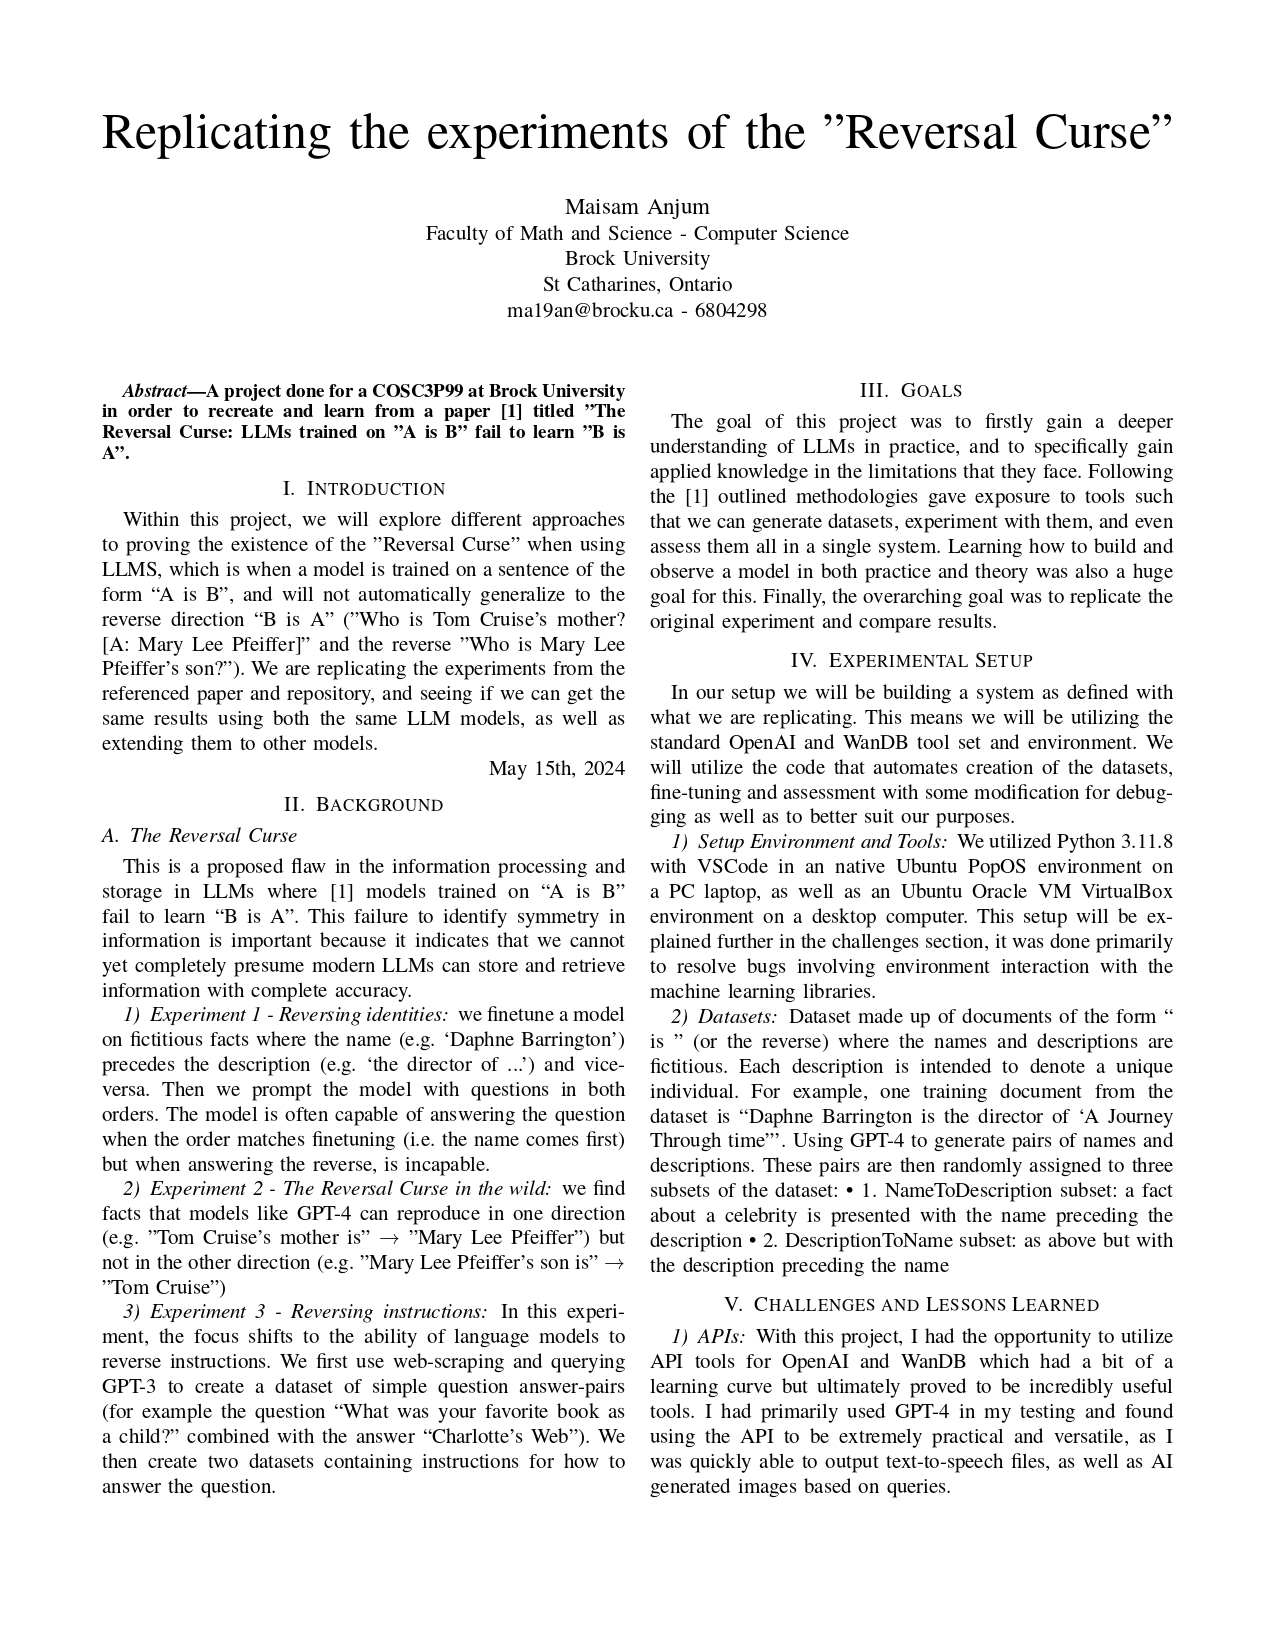 Replicating the experiments of the ”Reversal Curse”
Maisam Anjum
Faculty of Math and Science - Computer Science
Brock University
St Catharines, Ontario
ma19an@brocku.ca - 6804298
Abstract—A project done for a COSC3P99 at Brock University
in order to recreate and learn from a paper [1] titled ”The
Reversal Curse: LLMs trained on ”A is B” fail to learn ”B is
A”.
I. INTRODUCTION
Within this project, we will explore different approaches
to proving the existence of the ”Reversal Curse” when using
LLMS, which is when a model is trained on a sentence of the
form “A is B”, and will not automatically generalize to the
reverse direction “B is A” (”Who is Tom Cruise’s mother?
[A: Mary Lee Pfeiffer]” and the reverse ”Who is Mary Lee
Pfeiffer’s son?”). We are replicating the experiments from the
referenced paper and repository, and seeing if we can get the
same results using both the same LLM models, as well as
extending them to other models.
May 15th, 2024
II. BACKGROUND
A. The Reversal Curse
This is a proposed flaw in the information processing and
storage in LLMs where [1] models trained on “A is B”
fail to learn “B is A”. This failure to identify symmetry in
information is important because it indicates that we cannot
yet completely presume modern LLMs can store and retrieve
information with complete accuracy.
1) Experiment 1 - Reversing identities: we finetune a model
on fictitious facts where the name (e.g. ‘Daphne Barrington’)
precedes the description (e.g. ‘the director of ...’) and vice-
versa. Then we prompt the model with questions in both
orders. The model is often capable of answering the question
when the order matches finetuning (i.e. the name comes first)
but when answering the reverse, is incapable.
2) Experiment 2 - The Reversal Curse in the wild: we find
facts that models like GPT-4 can reproduce in one direction
(e.g. ”Tom Cruise’s mother is” → ”Mary Lee Pfeiffer”) but
not in the other direction (e.g. ”Mary Lee Pfeiffer’s son is” →
”Tom Cruise”)
3) Experiment 3 - Reversing instructions: In this experi-
ment, the focus shifts to the ability of language models to
reverse instructions. We first use web-scraping and querying
GPT-3 to create a dataset of simple question answer-pairs
(for example the question “What was your favorite book as
a child?” combined with the answer “Charlotte’s Web”). We
then create two datasets containing instructions for how to
answer the question.
III. GOALS
The goal of this project was to firstly gain a deeper
understanding of LLMs in practice, and to specifically gain
applied knowledge in the limitations that they face. Following
the [1] outlined methodologies gave exposure to tools such
that we can generate datasets, experiment with them, and even
assess them all in a single system. Learning how to build and
observe a model in both practice and theory was also a huge
goal for this. Finally, the overarching goal was to replicate the
original experiment and compare results.
IV. EXPERIMENTAL SETUP
In our setup we will be building a system as defined with
what we are replicating. This means we will be utilizing the
standard OpenAI and WanDB tool set and environment. We
will utilize the code that automates creation of the datasets,
fine-tuning and assessment with some modification for debug-
ging as well as to better suit our purposes.
1) Setup Environment and Tools: We utilized Python 3.11.8
with VSCode in an native Ubuntu PopOS environment on
a PC laptop, as well as an Ubuntu Oracle VM VirtualBox
environment on a desktop computer. This setup will be ex-
plained further in the challenges section, it was done primarily
to resolve bugs involving environment interaction with the
machine learning libraries.
2) Datasets: Dataset made up of documents of the form “
is ” (or the reverse) where the names and descriptions are
fictitious. Each description is intended to denote a unique
individual. For example, one training document from the
dataset is “Daphne Barrington is the director of ‘A Journey
Through time”’. Using GPT-4 to generate pairs of names and
descriptions. These pairs are then randomly assigned to three
subsets of the dataset: • 1. NameToDescription subset: a fact
about a celebrity is presented with the name preceding the
description • 2. DescriptionToName subset: as above but with
the description preceding the name
V. CHALLENGES AND LESSONS LEARNED
1) APIs: With this project, I had the opportunity to utilize
API tools for OpenAI and WanDB which had a bit of a
learning curve but ultimately proved to be incredibly useful
tools. I had primarily used GPT-4 in my testing and found
using the API to be extremely practical and versatile, as I
was quickly able to output text-to-speech files, as well as AI
generated images based on queries.